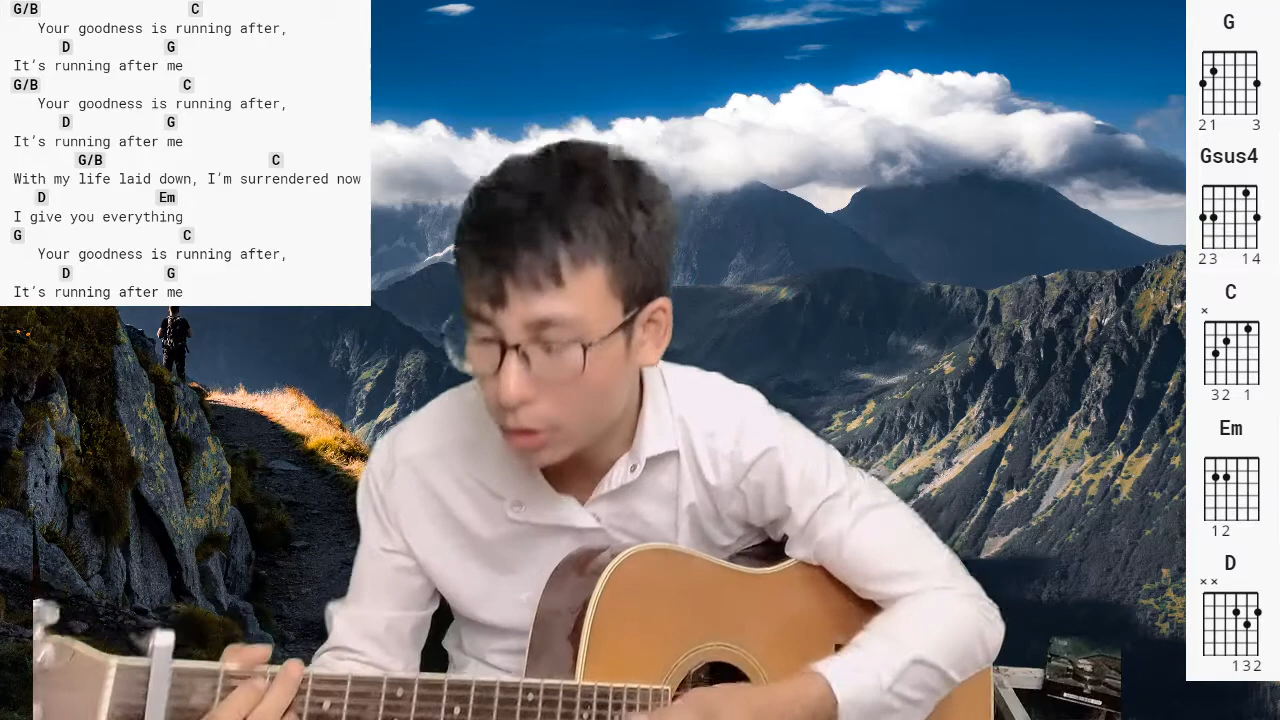 G/B C
Your goodness is running after,
D G
It's running after me
G/B C
Your goodness is running after,
D G
It's running after me
G/B C
With my life laid down, I'm surrendered now
D Em
I give you everything
G C
Your goodness is running after,
D G
It's running after me
G
21 3
Gsus4
23 14
C
×
32 1
Em
12
D
××
132